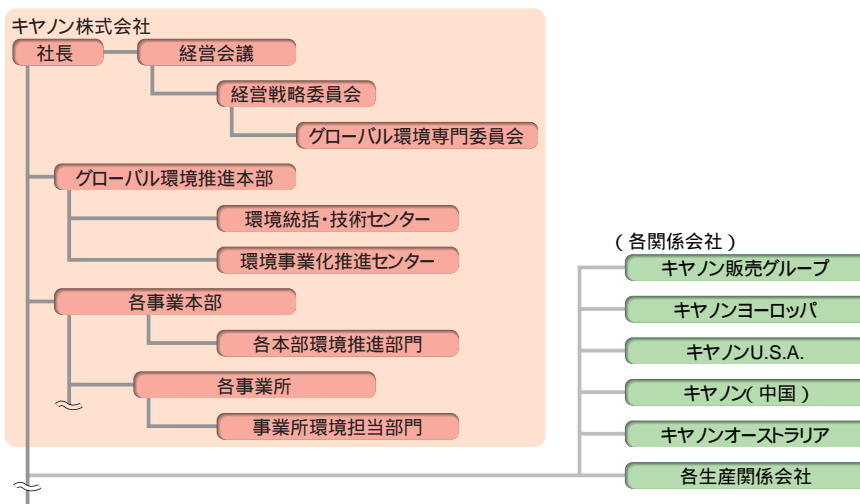 キヤノン株式会社
社長
経営会議
経営戦略委員会
グローバル環境専門委員会
グローバル環境推進本部
環境統括・技術センター
環境事業化推進センター
各事業本部
各本部環境推進部門
各事業所
事業所環境担当部門
(各関係会社)
キヤノン販売グループ
キヤノンヨーロッパ
キヤノンU.S.A.
キヤノン(中国)
キヤノンオーストラリア
各生産関係会社